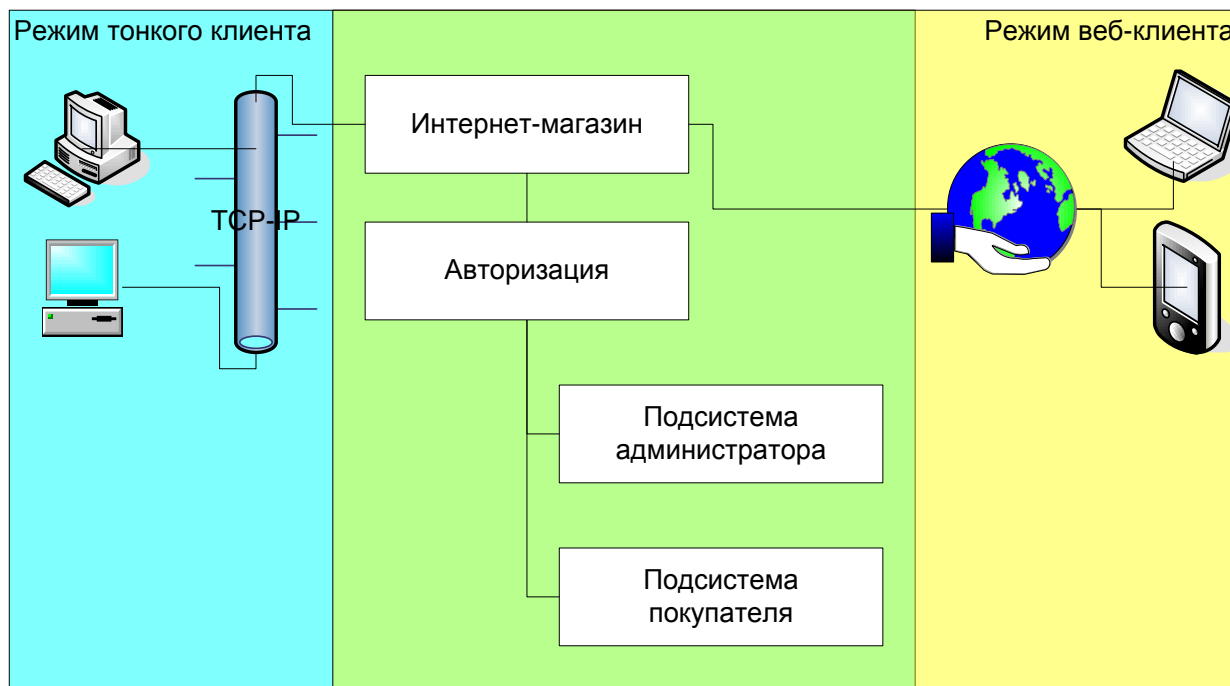 Режим тонкого клиента
Режим веб-клиента
Интернет-магазин
TCP-IP
Авторизация
Подсистема
администратора
Подсистема
покупателя